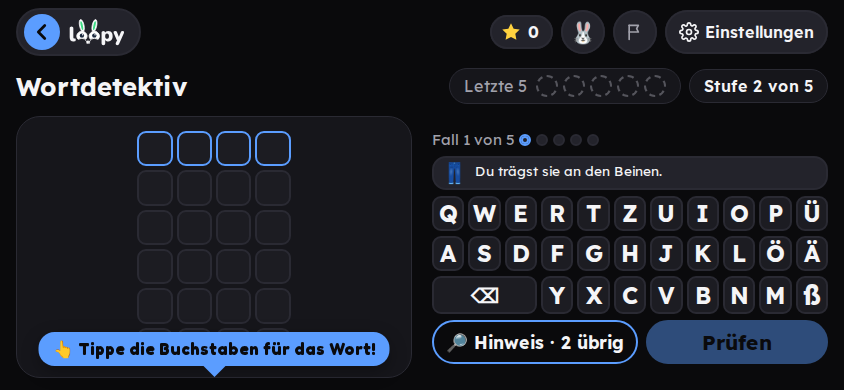 loopy
0
Einstellungen
Wortdetektiv
Letzte 5
Stufe 2 von 5
Fall 1 von 5
Du trägst sie an den Beinen.
Q W E R T Z U I O P Ü
A S D F G H J K L Ö Ä
Y X C V B N M ß
Hinweis · 2 übrig
Prüfen
Tippe die Buchstaben für das Wort!